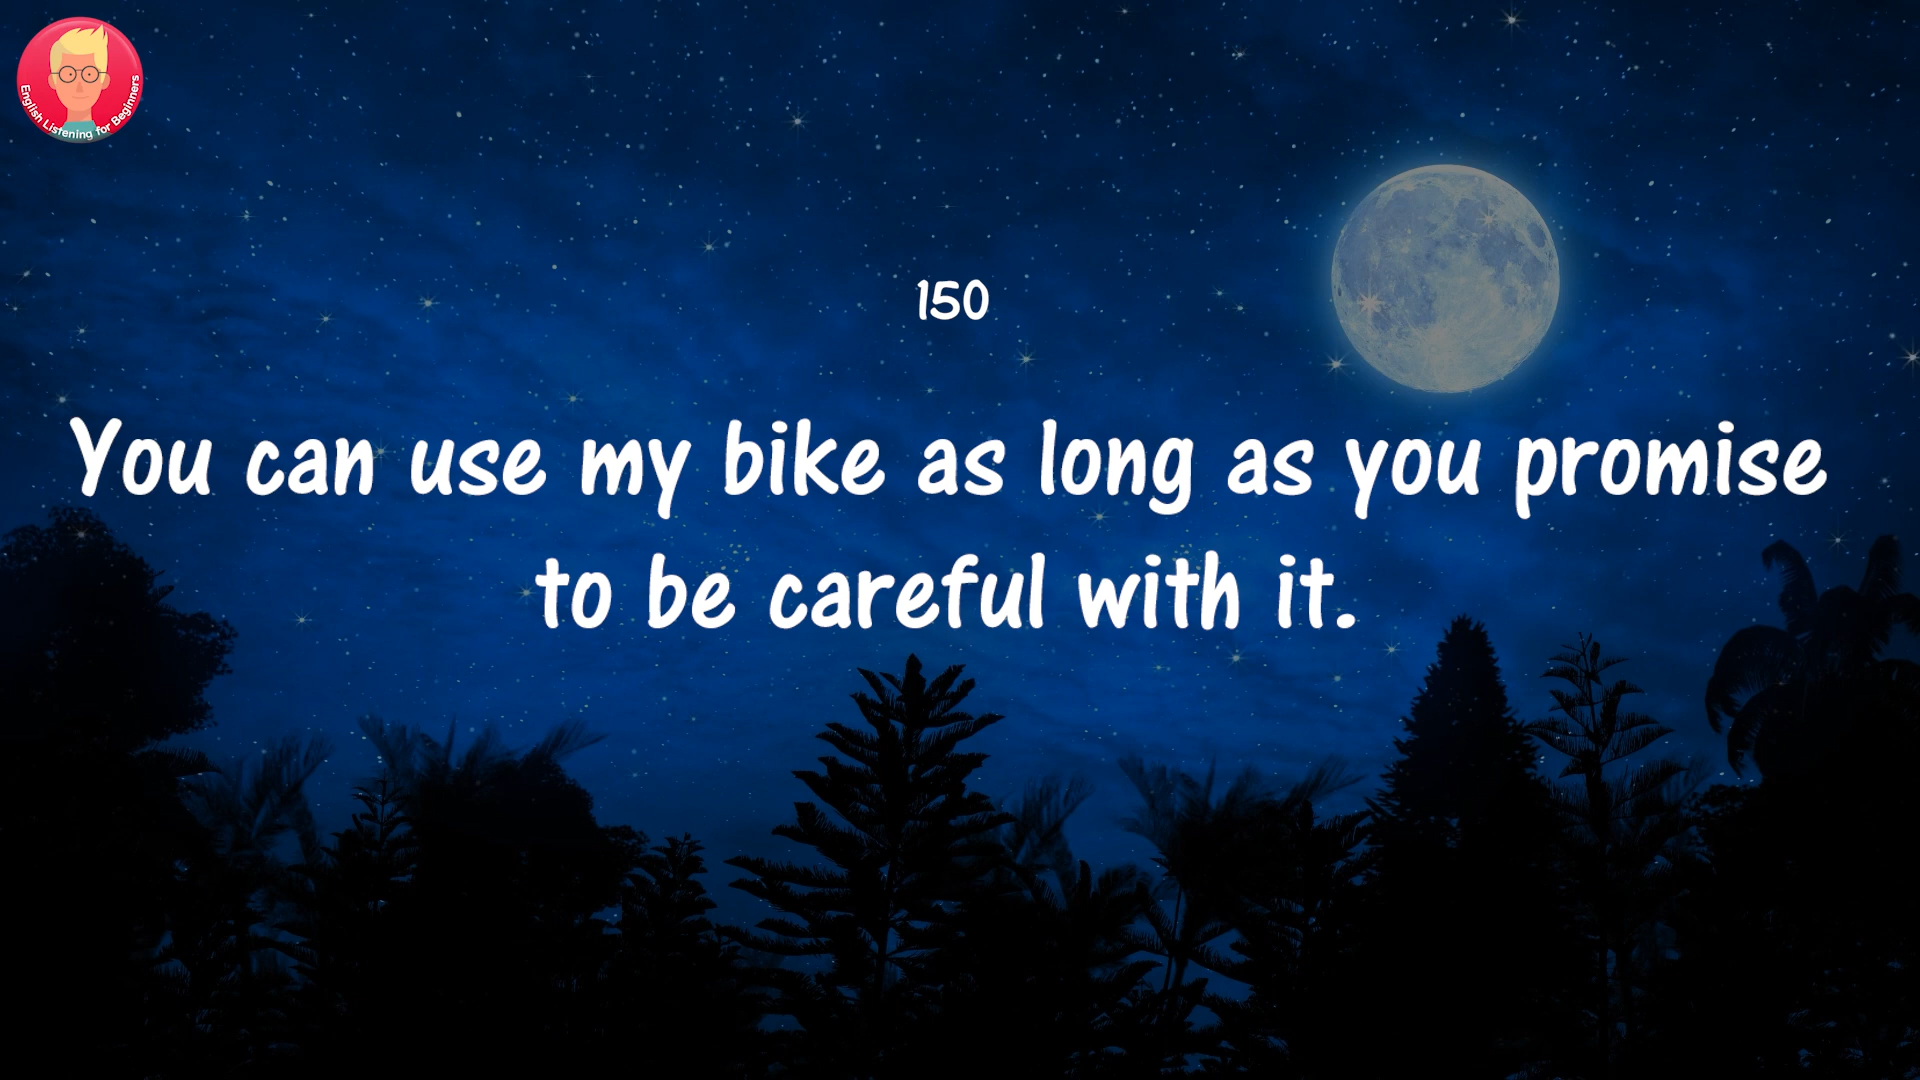 English Listening for Beginners
150
You can use my bike as long as you promise
to be careful with it.